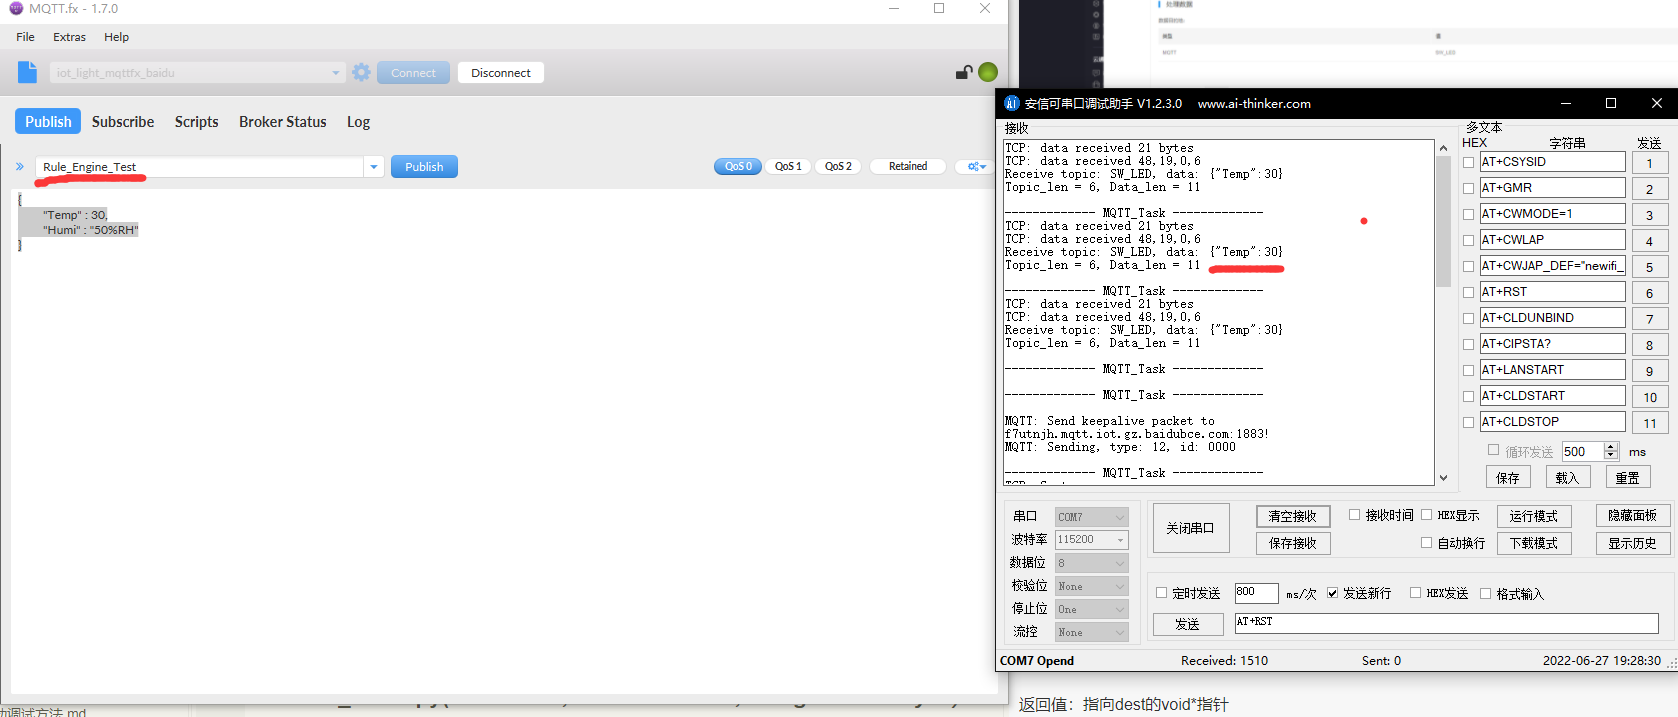 MQTT.fx - 1.7.0
File Extras Help
iot_light_mqttfx_baidu
Connect
Disconnect
Publish Subscribe Scripts Broker Status Log
» Rule_Engine_Test
Publish
QoS 0 QoS 1 QoS 2 Retained
{
"Temp" : 30,
"Humi" : "50%RH"
}
处理数据
类型 值
MQTT SW_LED
安信可串口调试助手 V1.2.3.0 www.ai-thinker.com
接收
TCP: data received 21 bytes
TCP: data received 48,19,0,6
Receive topic: SW_LED, data: {"Temp":30}
Topic_len = 6, Data_len = 11
------------- MQTT_Task -------------
TCP: data received 21 bytes
TCP: data received 48,19,0,6
Receive topic: SW_LED, data: {"Temp":30}
Topic_len = 6, Data_len = 11
------------- MQTT_Task -------------
TCP: data received 21 bytes
TCP: data received 48,19,0,6
Receive topic: SW_LED, data: {"Temp":30}
Topic_len = 6, Data_len = 11
------------- MQTT_Task -------------
------------- MQTT_Task -------------
MQTT: Send keepalive packet to
f7utnjh.mqtt.iot.gz.baidubce.com:1883!
MQTT: Sending, type: 12, id: 0000
------------- MQTT_Task -------------
多文本
HEX 字符串 发送
AT+CSYSID 1
AT+GMR 2
AT+CWMODE=1 3
AT+CWLAP 4
AT+CWJAP_DEF="newifi_ 5
AT+RST 6
AT+CLDUNBIND 7
AT+CIPSTA? 8
AT+LANSTART 9
AT+CLDSTART 10
AT+CLDSTOP 11
循环发送 500 ms
保存 载入 重置
串口 COM7
波特率 115200
数据位 8
校验位 None
停止位 One
流控 None
关闭串口
清空接收 接收时间 HEX显示 运行模式 隐藏面板
保存接收 自动换行 下载模式 显示历史
定时发送 800 ms/次 发送新行 HEX发送 格式输入
发送 AT+RST
COM7 Opend Received: 1510 Sent: 0 2022-06-27 19:28:30
调试方法.md
返回值：指向dest的void*指针